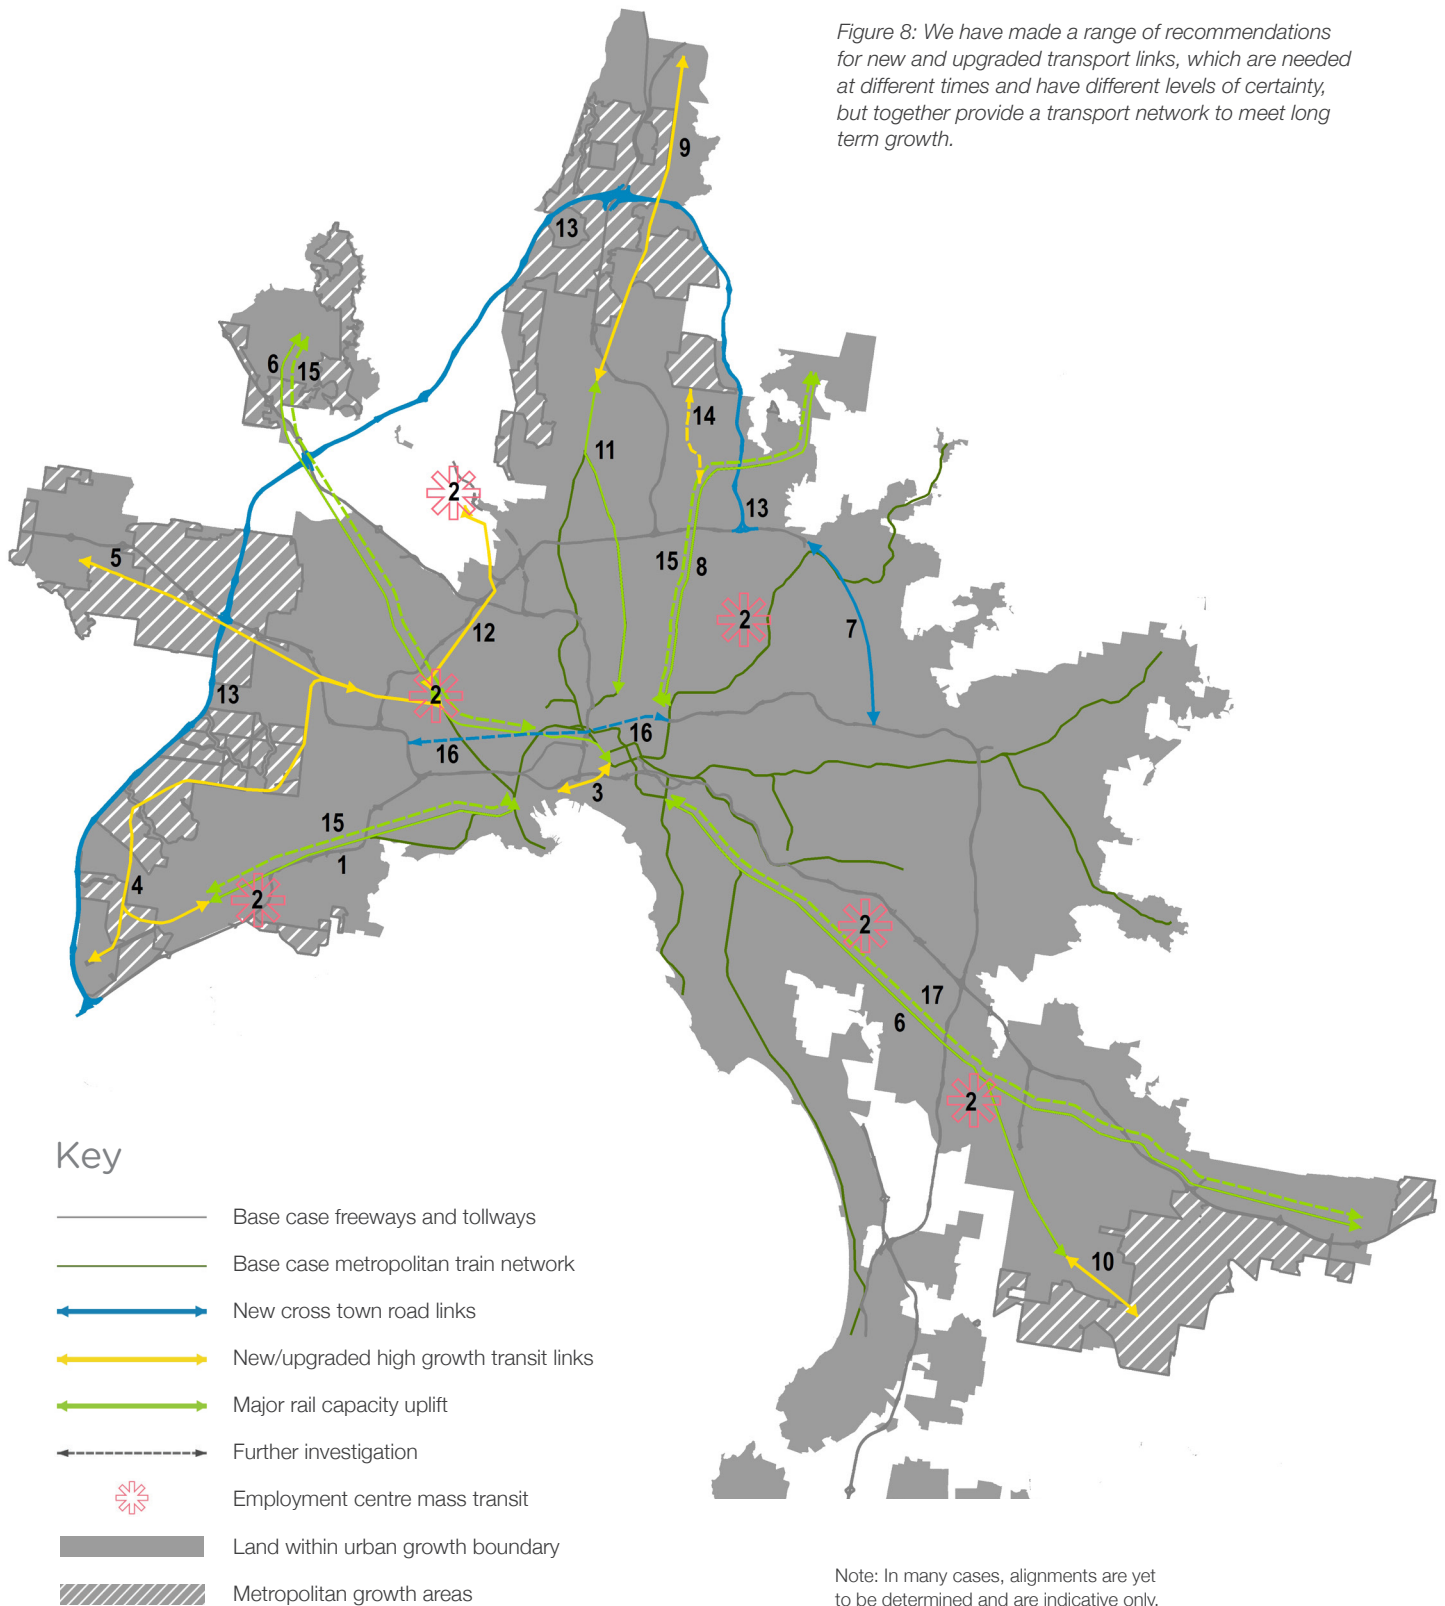 Figure 8: We have made a range of recommendations
for new and upgraded transport links, which are needed
at different times and have different levels of certainty,
but together provide a transport network to meet long
term growth.
9
13
6
15
14
11
2
13
5
15
8
2
7
12
2
13
16
16
3
15
1
4
2
2
17
6
2
10
Key
Base case freeways and tollways
Base case metropolitan train network
New cross town road links
New/upgraded high growth transit links
Major rail capacity uplift
Further investigation
Employment centre mass transit
Land within urban growth boundary
Metropolitan growth areas
Note: In many cases, alignments are yet
to be determined and are indicative only.